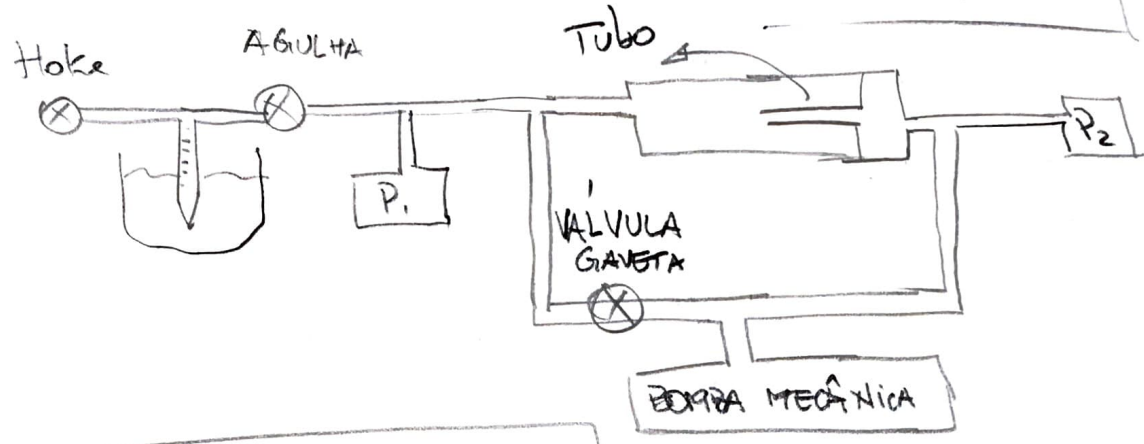 Hoke
AGULHA
Tubo
P₁
P₂
VÁLVULA
GAVETA
BOMBA MECÂNICA